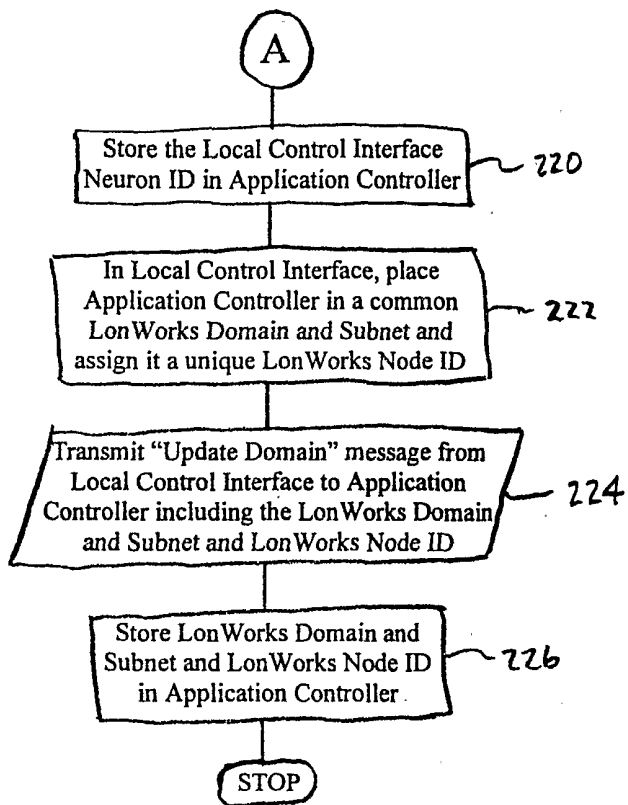 A
Store the Local Control Interface
Neuron ID in Application Controller
220
In Local Control Interface, place
Application Controller in a common
LonWorks Domain and Subnet and
assign it a unique LonWorks Node ID
222
Transmit “Update Domain” message from
Local Control Interface to Application
Controller including the LonWorks Domain
and Subnet and LonWorks Node ID
224
Store LonWorks Domain and
Subnet and LonWorks Node ID
in Application Controller
226
STOP